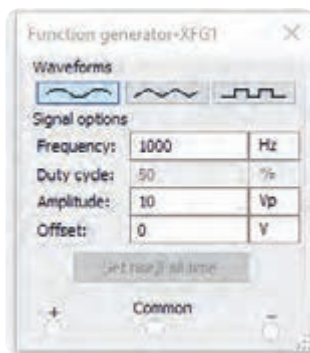 Function generator-XFG1
Waveforms
Signal options
Frequency: 1000 Hz
Duty cycle: 50 %
Amplitude: 10 Vp
Offset: 0 V
Set rise/Fall time
+ Common -